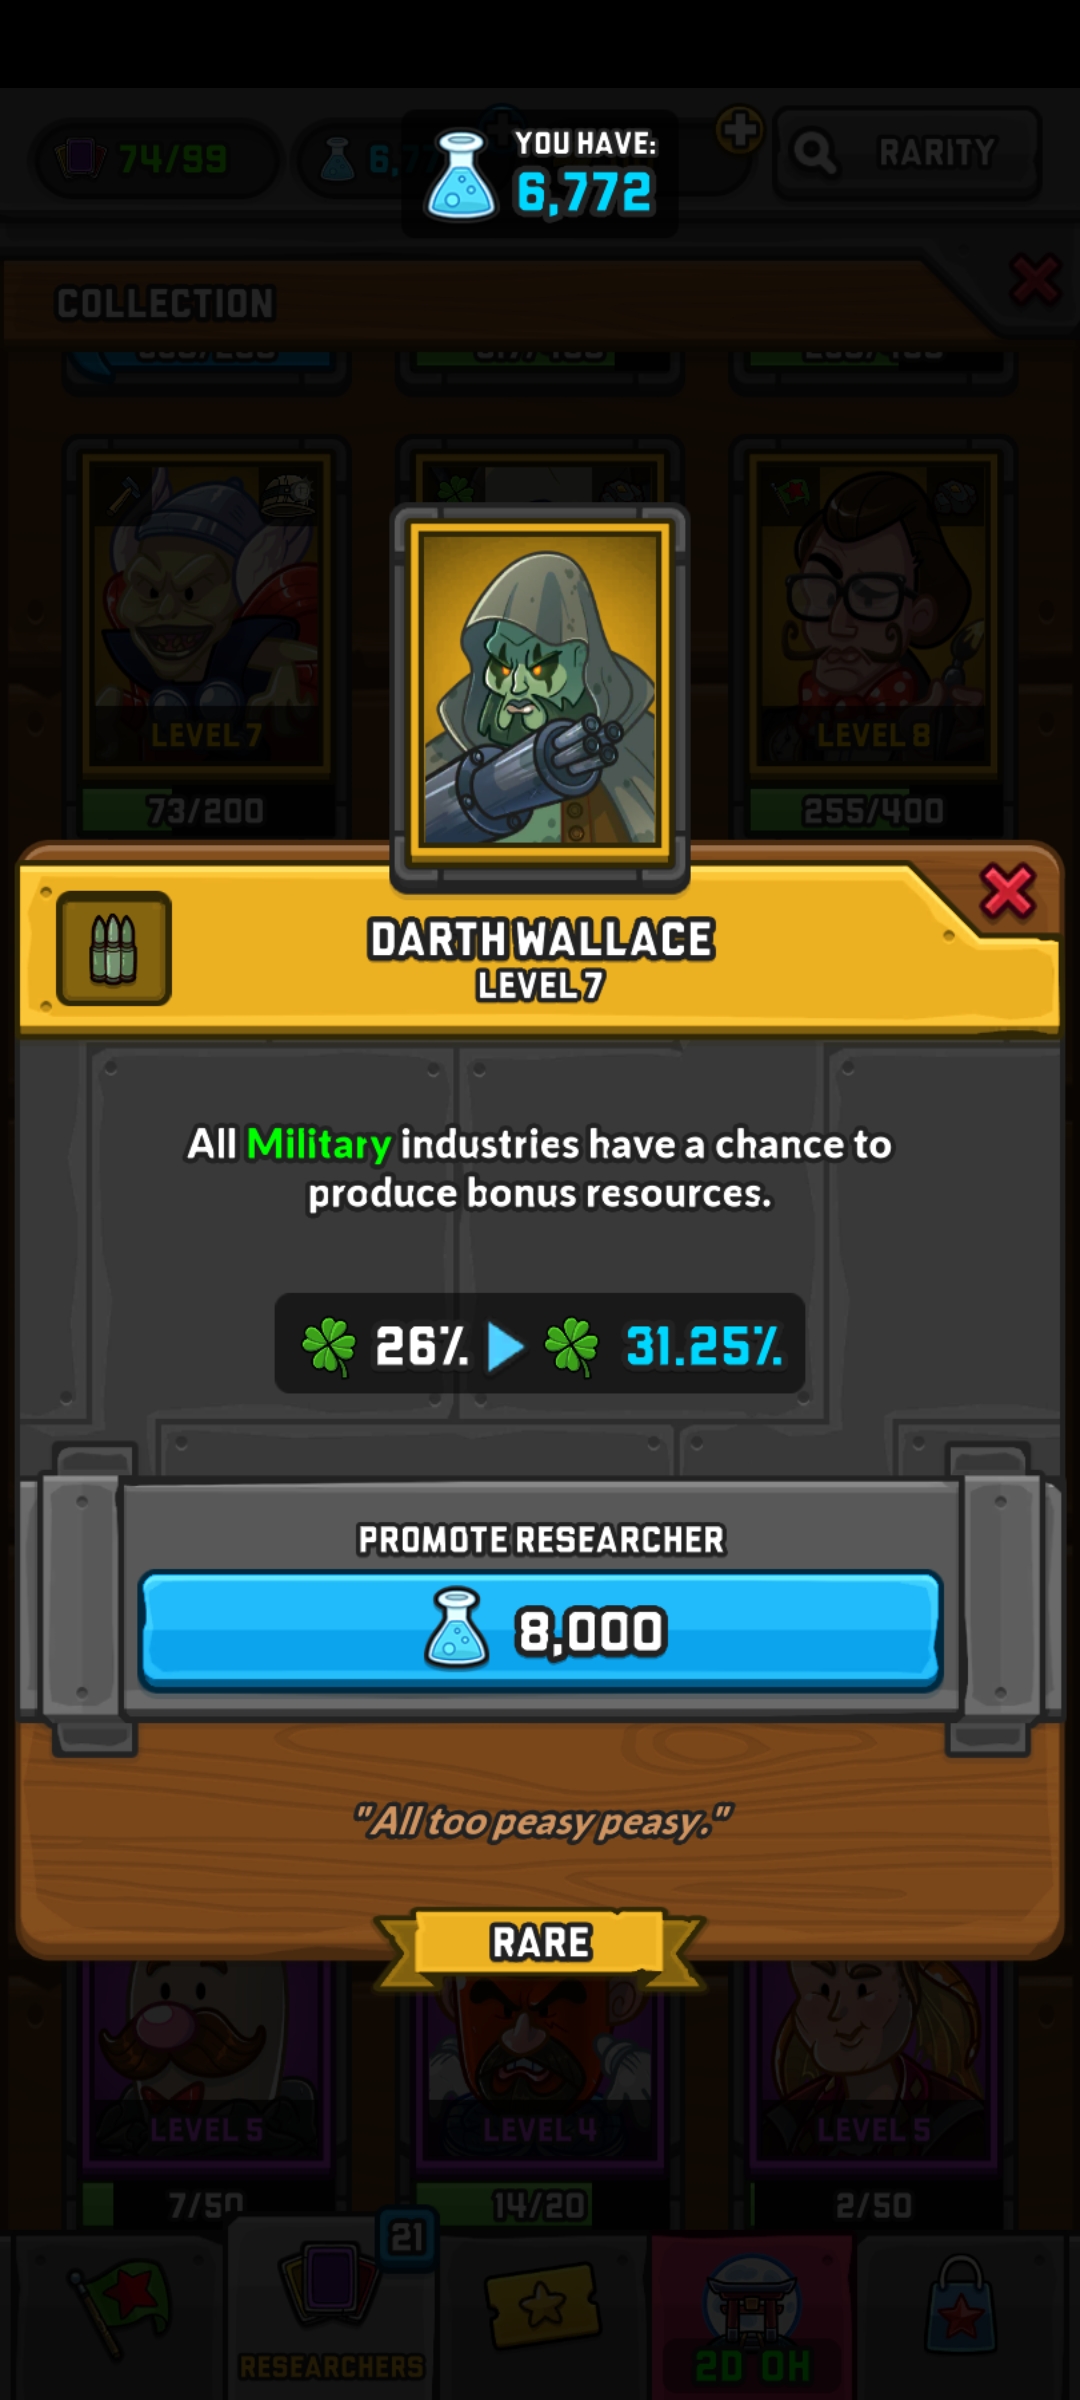 74/99
YOU HAVE:
6,772
RARITY
COLLECTION
LEVEL 7
LEVEL 8
73/200
255/400
DARTH WALLACE
LEVEL 7
All Military industries have a chance to
produce bonus resources.
26% 31.25%
PROMOTE RESEARCHER
8,000
"All too peasy peasy."
RARE
LEVEL 5
LEVEL 4
LEVEL 5
7/50
14/20
2/50
21
RESEARCHERS
2D 0H